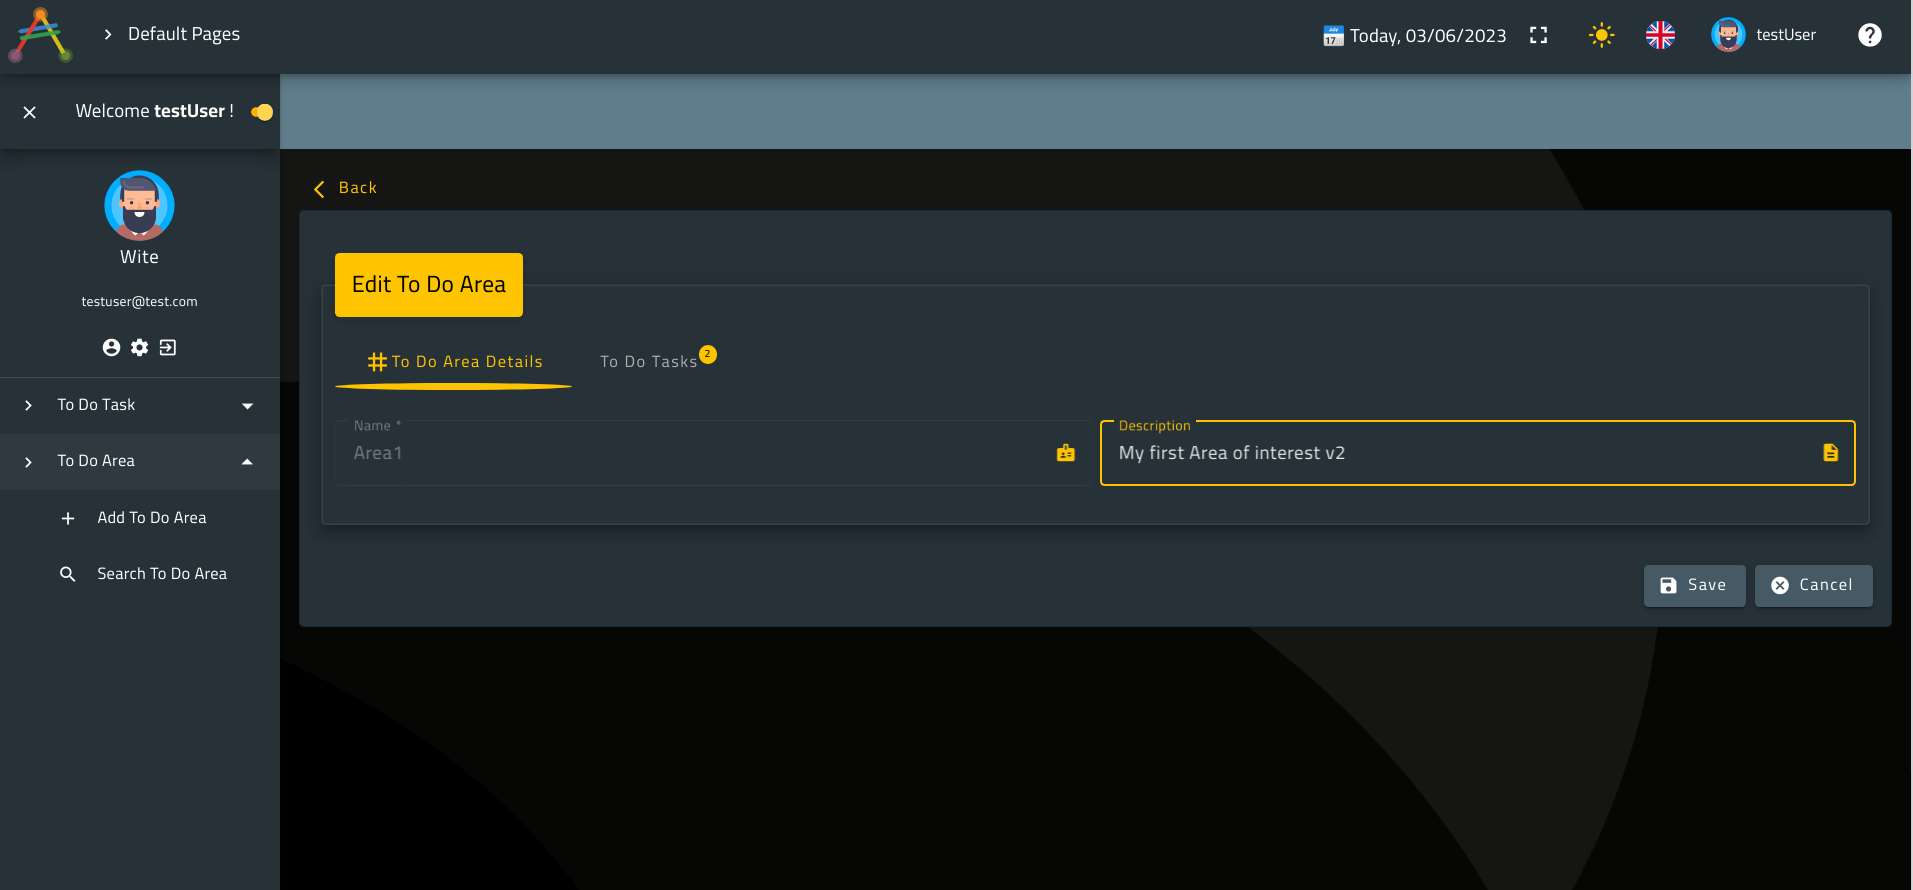 Default Pages
July
17
Today, 03/06/2023
testUser
?
Welcome testUser !
Wite
testuser@test.com
To Do Task
To Do Area
Add To Do Area
Search To Do Area
Back
Edit To Do Area
To Do Area Details
To Do Tasks 2
Name *
Area1
Description
My first Area of interest v2
Save
Cancel